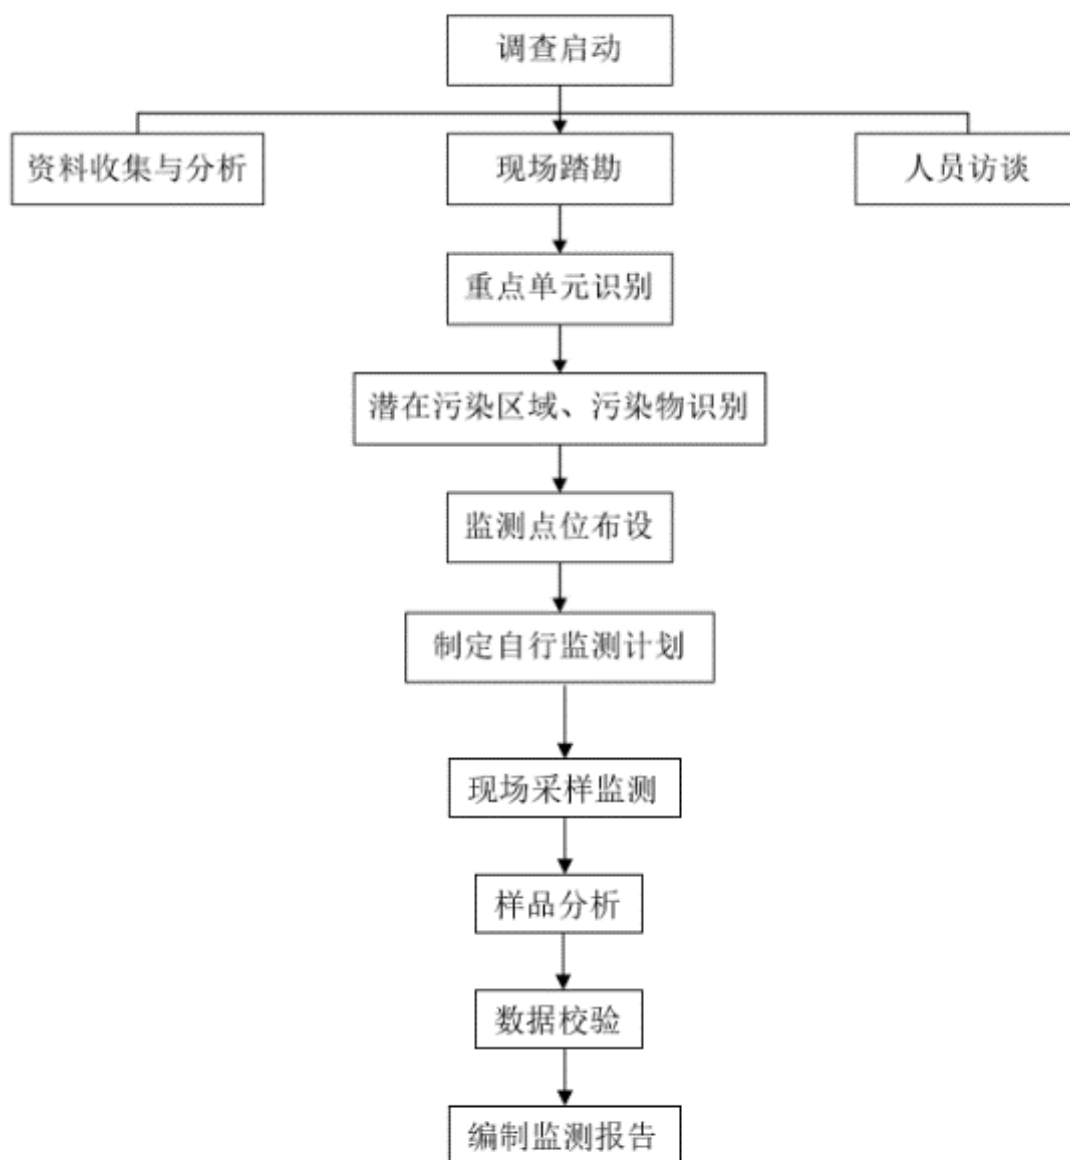 调查启动
资料收集与分析
现场踏勘
人员访谈
重点单元识别
潜在污染区域、污染物识别
监测点位布设
制定自行监测计划
现场采样监测
样品分析
数据校验
编制监测报告